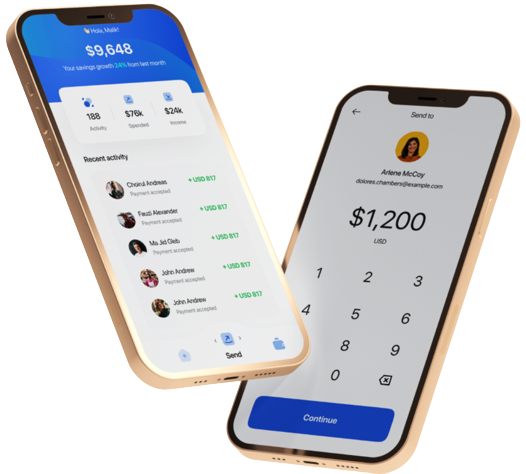 👋 Hola, Malik!
$9,648
Your savings growth 24% from last month
188
$76k
$24k
Activity
Spended
Income
Recent activity
Choirul Andreas
Payment accepted
+ USD 817
Fauzi Alexander
Payment accepted
+ USD 817
Ma Jid Gleb
Payment accepted
+ USD 817
John Andrew
Payment accepted
+ USD 817
John Andrew
Payment accepted
+ USD 817
Send
Send to
Arlene McCoy
dolores.chambers@example.com
$1,200
USD
1 2 3
4 5 6
8 9
0
Continue